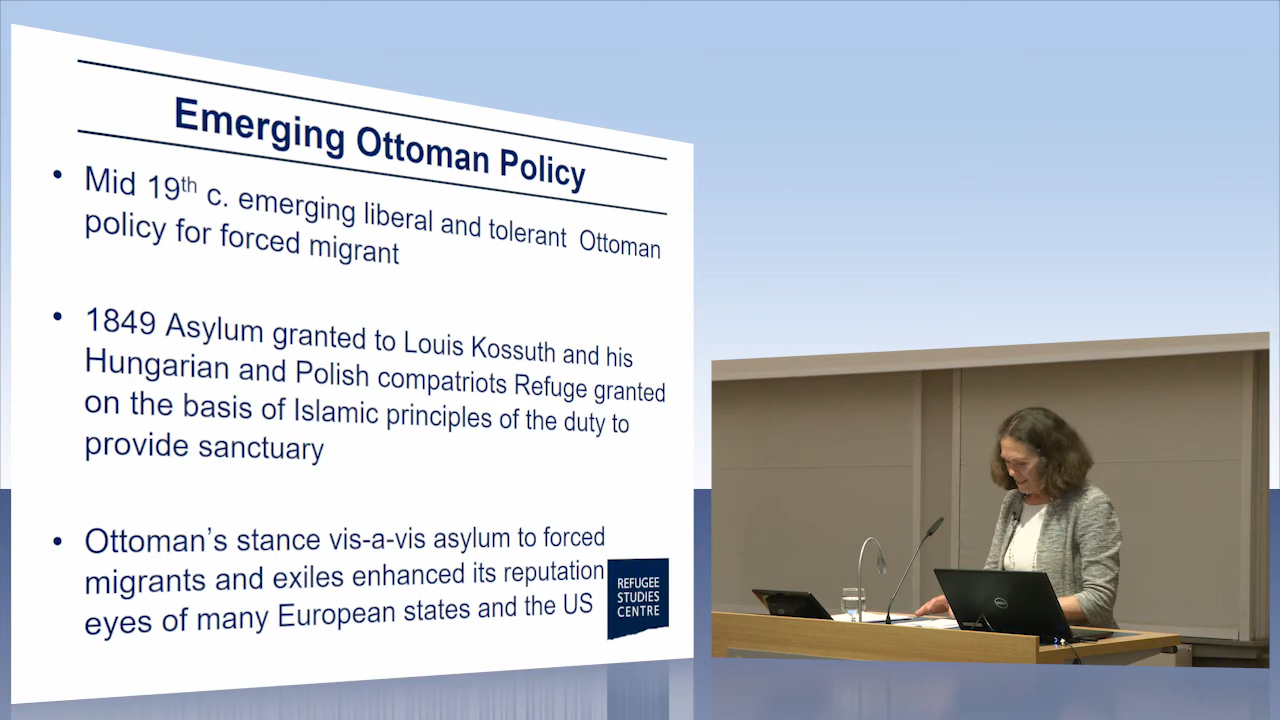 Emerging Ottoman Policy
• Mid 19th c. emerging liberal and tolerant Ottoman
policy for forced migrant
• 1849 Asylum granted to Louis Kossuth and his
Hungarian and Polish compatriots Refuge granted
on the basis of Islamic principles of the duty to
provide sanctuary
• Ottoman’s stance vis-a-vis asylum to forced
migrants and exiles enhanced its reputation
eyes of many European states and the US
REFUGEE
STUDIES
CENTRE
DELL